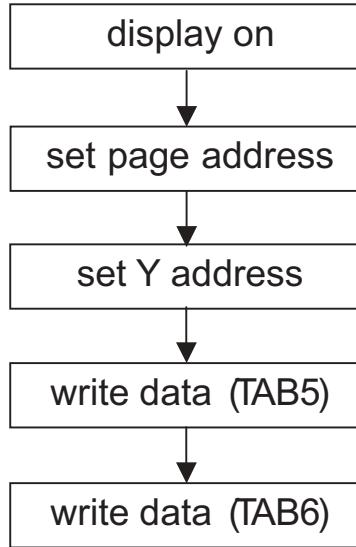 display on
set page address
set Y address
write data (TAB5)
write data (TAB6)